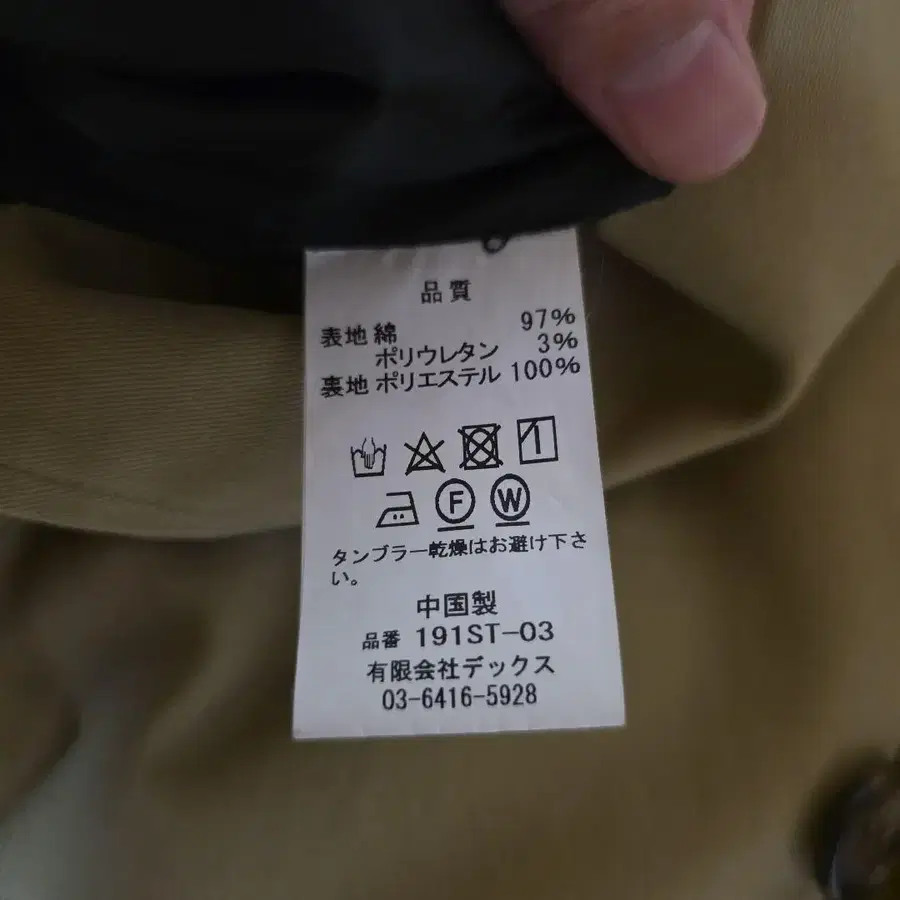 品質
表地 綿 97%
ポリウレタン 3%
裏地 ポリエステル 100%
F W
タンブラー乾燥はお避け下さ
い。
中国製
品番 191ST-03
有限会社デックス
03-6416-5928